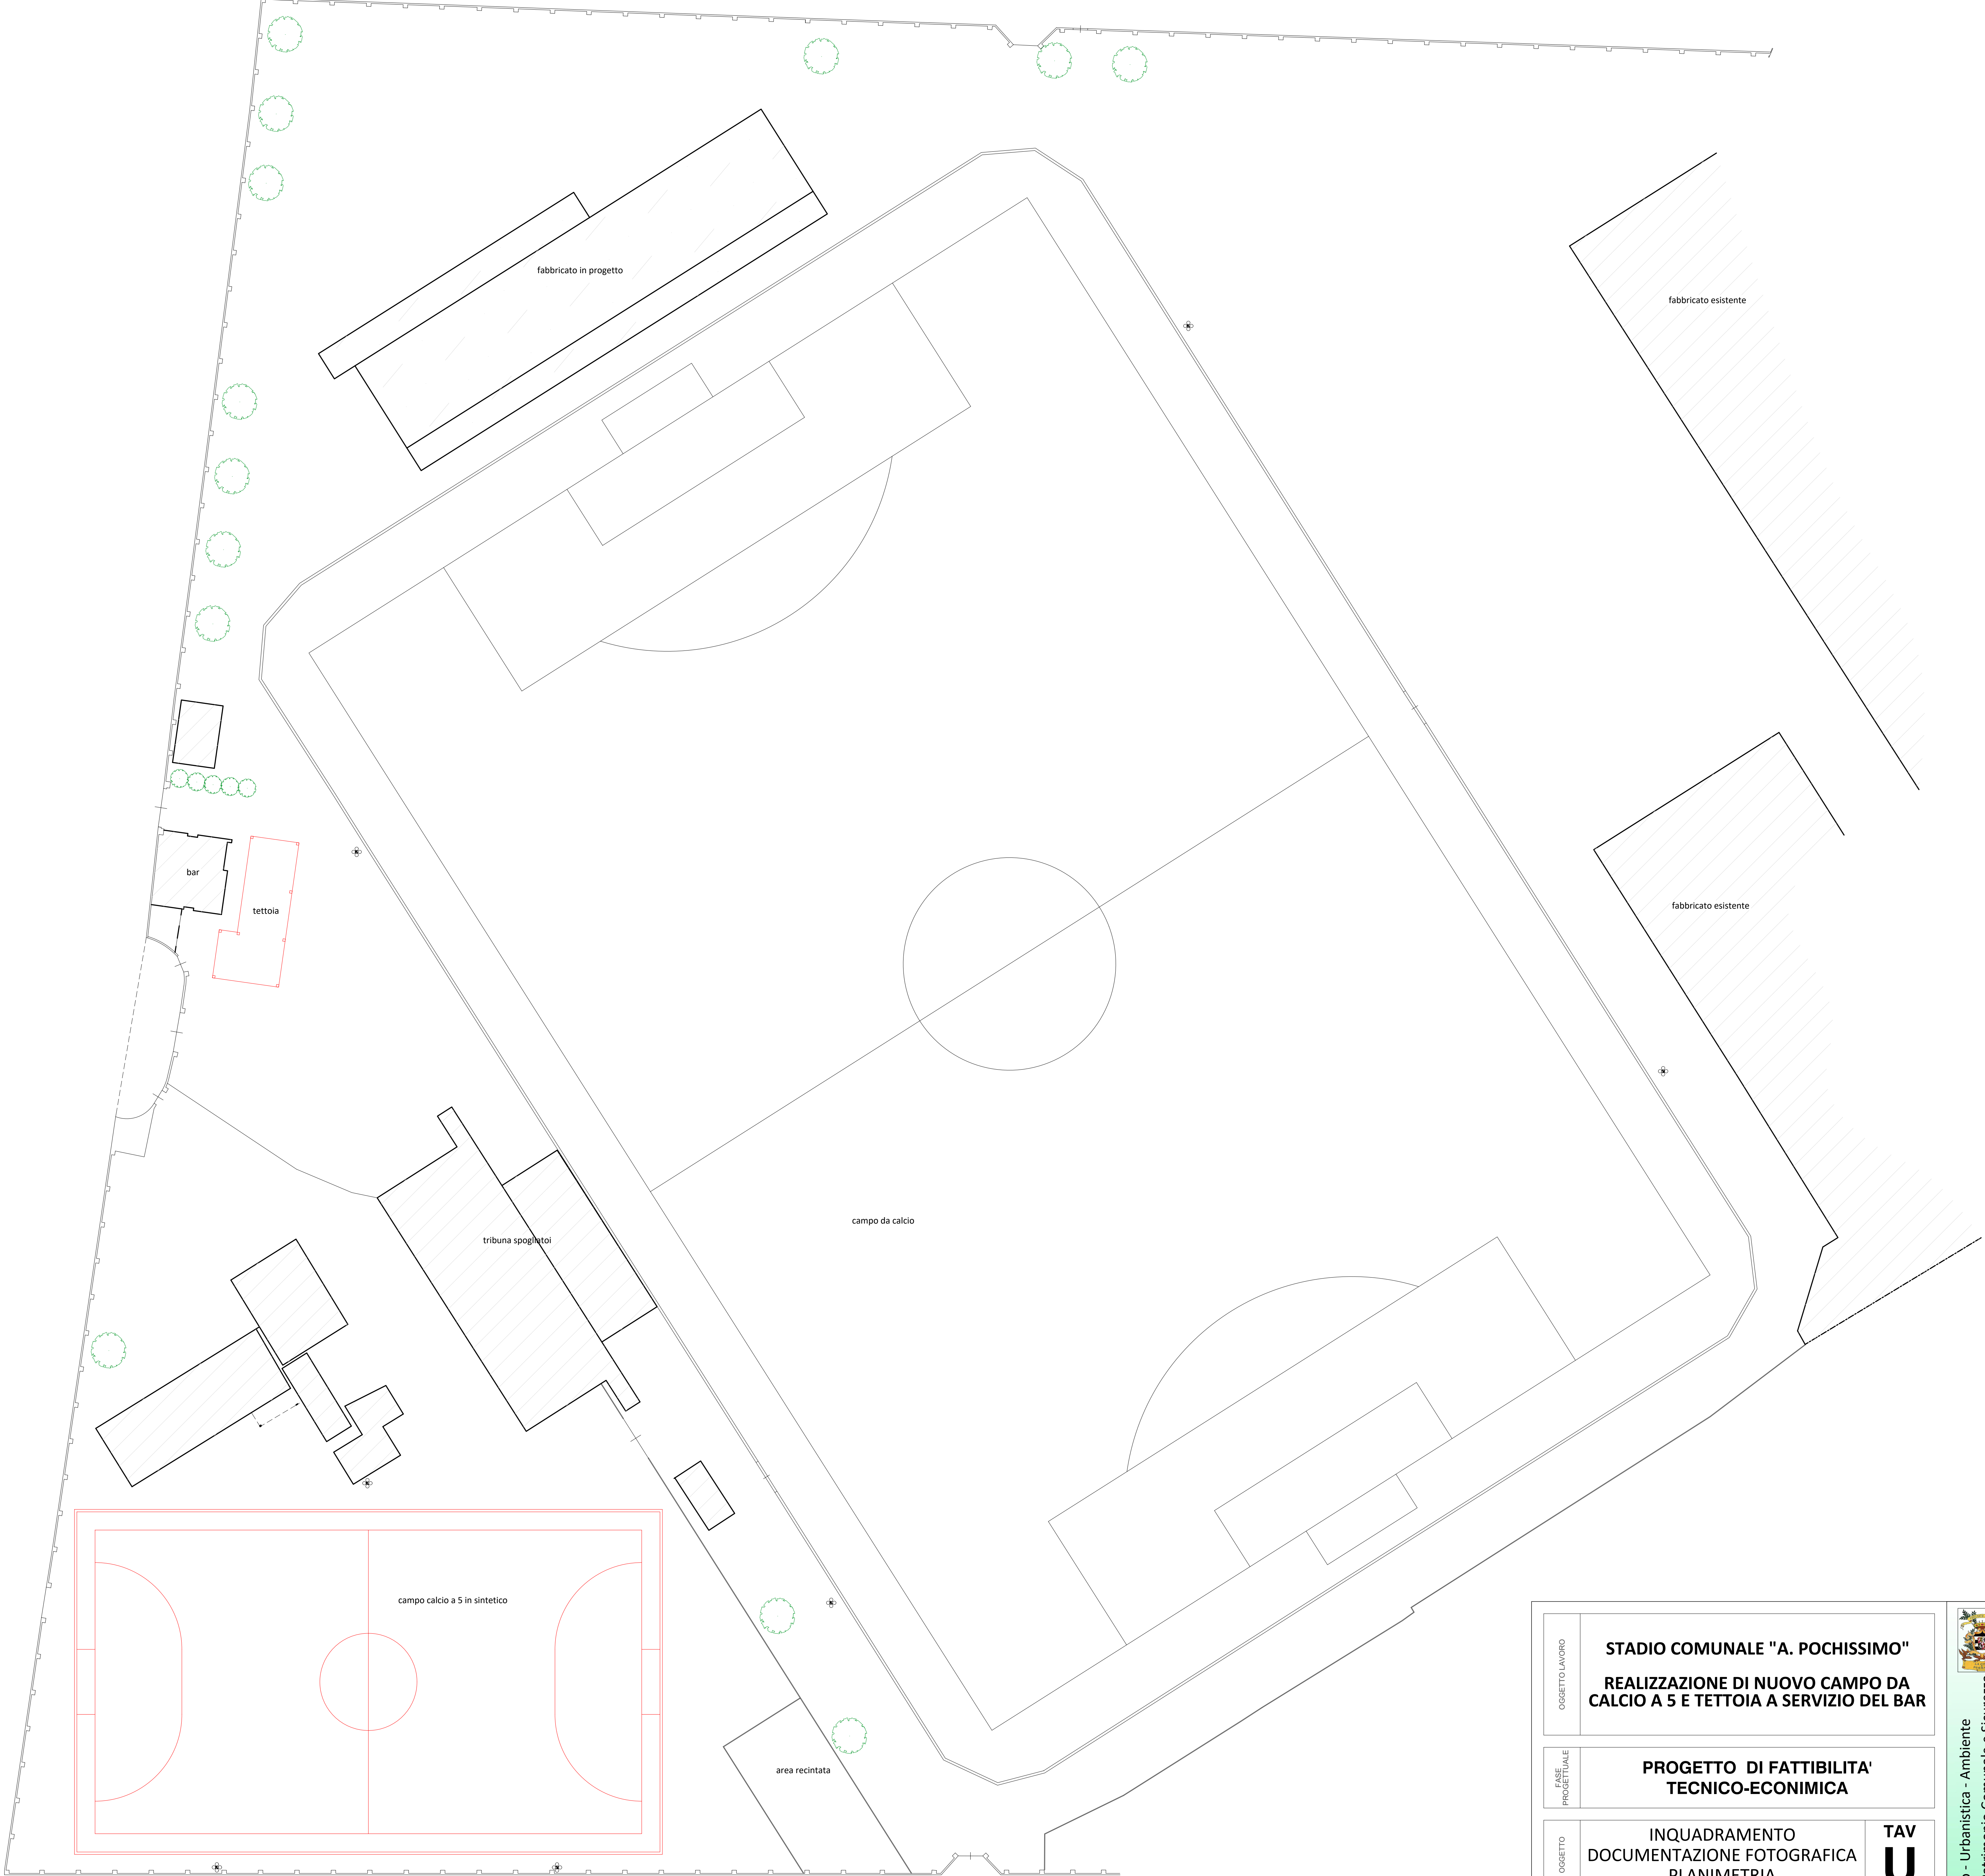 fabbricato in progetto
fabbricato esistente
bar
tettoia
fabbricato esistente
campo da calcio
tribuna spogliatoi
campo calcio a 5 in sintetico
area recintata
OGGETTO LAVORO
STADIO COMUNALE "A. POCHISSIMO"
REALIZZAZIONE DI NUOVO CAMPO DA
CALCIO A 5 E TETTOIA A SERVIZIO DEL BAR
FASE
PROGETTUALE
PROGETTO DI FATTIBILITA'
TECNICO-ECONIMICA
OGGETTO
INQUADRAMENTO
DOCUMENTAZIONE FOTOGRAFICA
PLANIMETRIA
TAV
U
- Urbanistica - Ambiente